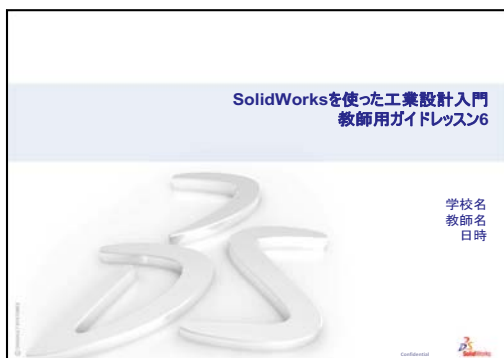 SolidWorksを使った工業設計入門
教師用ガイドレッスン6
学校名
教師名
日時
Confidential
SolidWorks